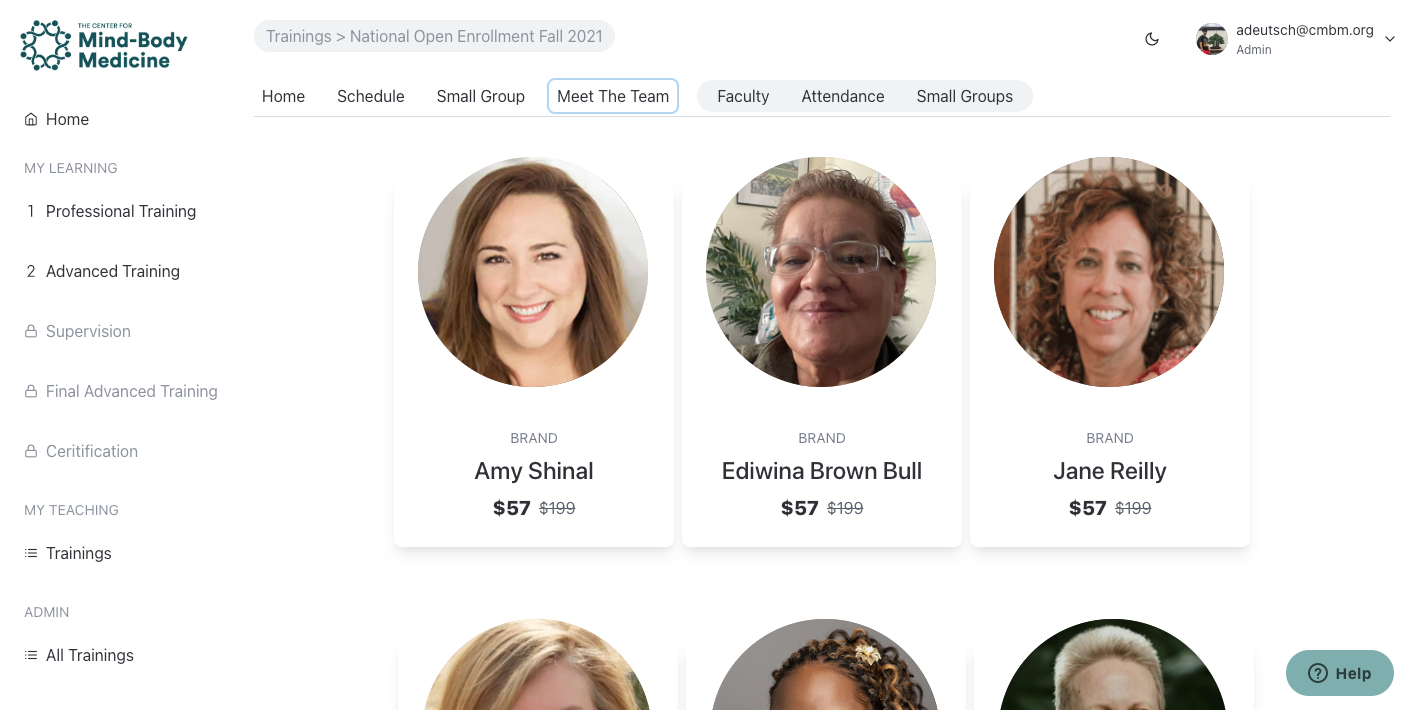 THE CENTER FOR
Mind-Body
Medicine
Trainings > National Open Enrollment Fall 2021
adeutsch@cmbm.org
Admin
Home Schedule Small Group Meet The Team Faculty Attendance Small Groups
Home
MY LEARNING
1 Professional Training
2 Advanced Training
Supervision
Final Advanced Training
Ceritification
MY TEACHING
Trainings
ADMIN
All Trainings
BRAND
Amy Shinal
$57 $199
BRAND
Ediwina Brown Bull
$57 $199
BRAND
Jane Reilly
$57 $199
? Help